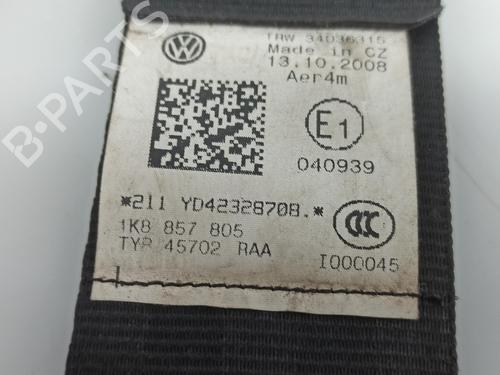 TRW 34036315
Made in CZ
13.10.2008
Aer4m
E1
040939
*211 YD42328708.*
1K8 857 805
TYP 45702 RAA
I000045